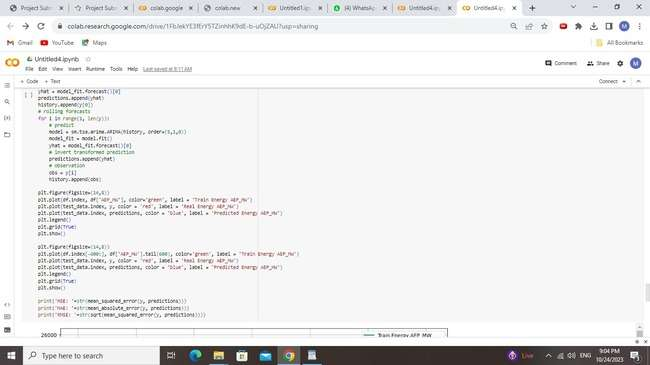 Project Sub
Project Sub
colab.google
colab.new
Untitled1.ip
(4) WhatsA
Untitled4.ip
Untitled4.ip
colab.research.google.com/drive/1FbJekYE3fErY5TZinhhK9dE-b-uOjZAU?usp=sharing
M
Gmail
YouTube
Maps
All Bookmarks
Untitled4.ipynb
Comment
Share
M
File Edit View Insert Runtime Tools Help Last saved at 9:11 AM
+ Code + Text
Connect
[ ]
yhat = model_fit.forecast()[0]
predictions.append(yhat)
history.append(y[0])
# rolling forecasts
for i in range(1, len(y)):
# predict
model = sm.tsa.arima.ARIMA(history, order=(5,1,0))
model_fit = model.fit()
yhat = model_fit.forecast()[0]
# invert transformed prediction
predictions.append(yhat)
# observation
obs = y[i]
history.append(obs)
plt.figure(figsize=(14,8))
plt.plot(df.index, df["AEP_MW"], color='green', label = 'Train Energy AEP_MW')
plt.plot(test_data.index, y, color = 'red', label = 'Real Energy AEP_MW')
plt.plot(test_data.index, predictions, color = 'blue', label = 'Predicted Energy AEP_MW')
plt.legend()
plt.grid(True)
plt.show()
plt.figure(figsize=(14,8))
plt.plot(df.index[-600:], df["AEP_MW"].tail(600), color='green', label = 'Train Energy AEP_MW')
plt.plot(test_data.index, y, color = 'red', label = 'Real Energy AEP_MW')
plt.plot(test_data.index, predictions, color = 'blue', label = 'Predicted Energy AEP_MW')
plt.legend()
plt.grid(True)
plt.show()
print('MSE: '+str(mean_squared_error(y, predictions)))
print('MAE: '+str(mean_absolute_error(y, predictions)))
print('RMSE: '+str(sqrt(mean_squared_error(y, predictions))))
26000
Train Energy AEP_MW
Type here to search
Live
ENG
9:04 PM
10/24/2023